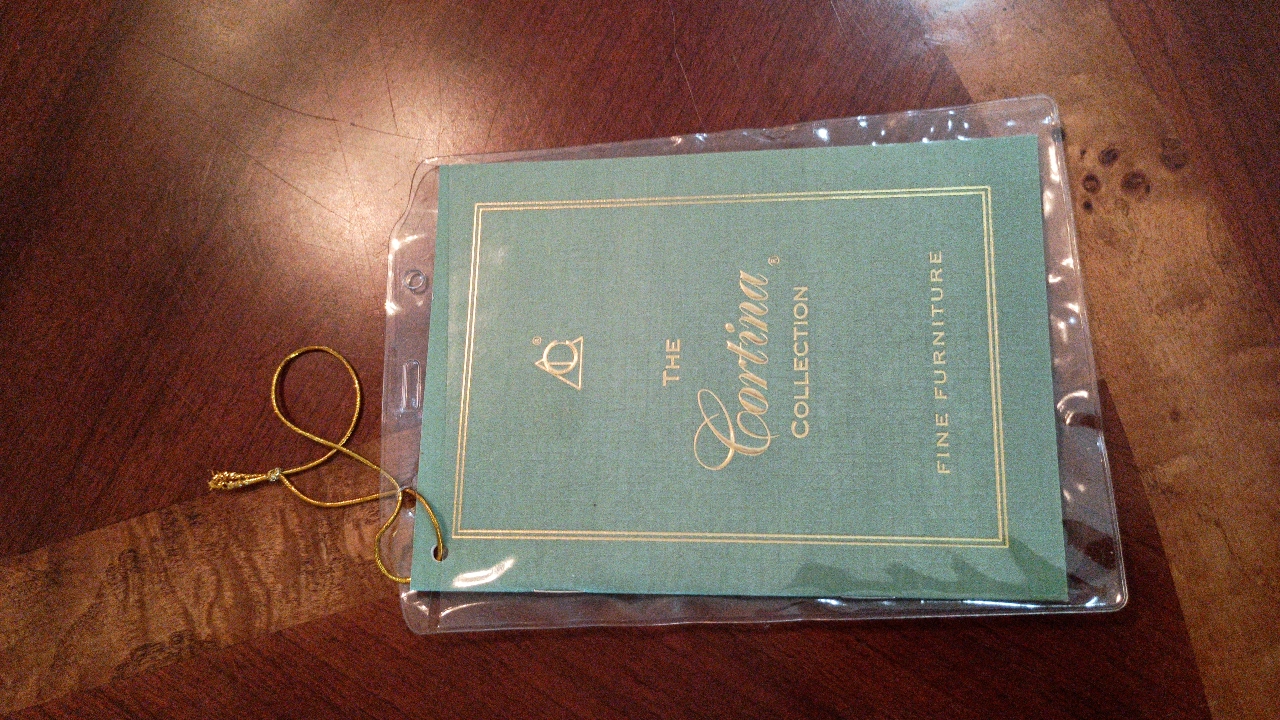 THE
Cortina®
COLLECTION
FINE FURNITURE